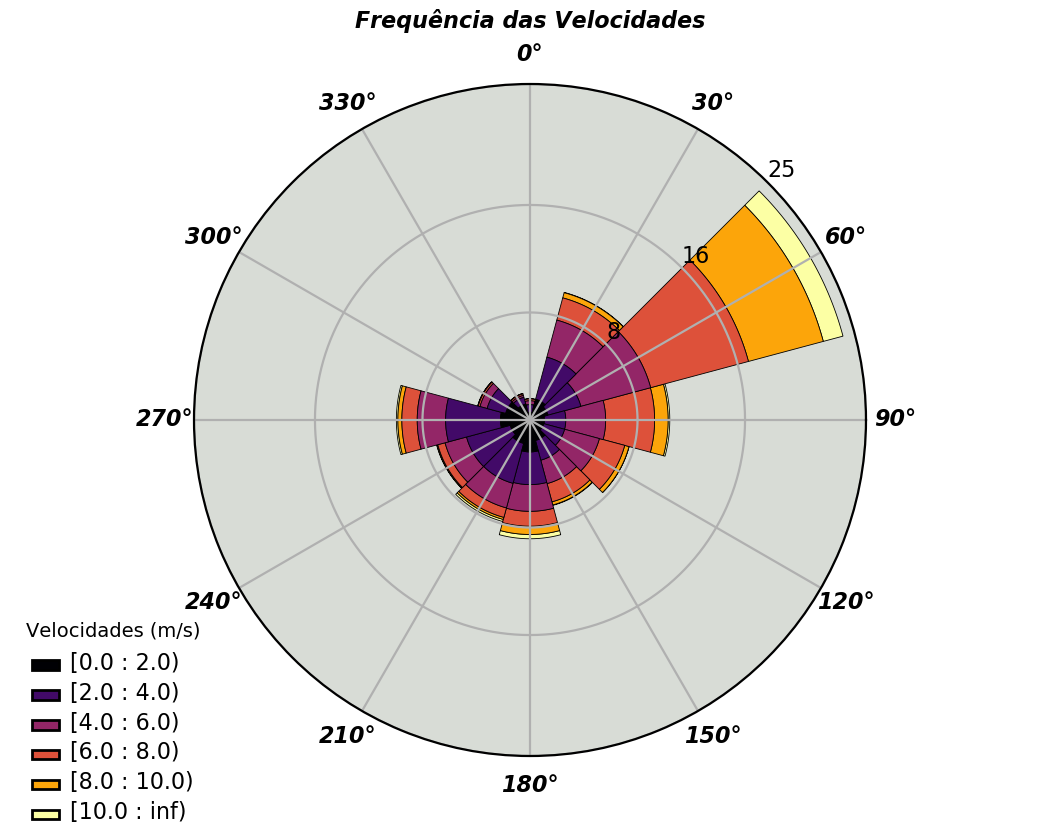 Frequência das Velocidades
0°
330°
30°
25
300°
60°
16
8
270°
90°
240°
120°
Velocidades (m/s)
[0.0 : 2.0)
[2.0 : 4.0)
[4.0 : 6.0)
210°
150°
[6.0 : 8.0)
[8.0 : 10.0)
180°
[10.0 : inf)